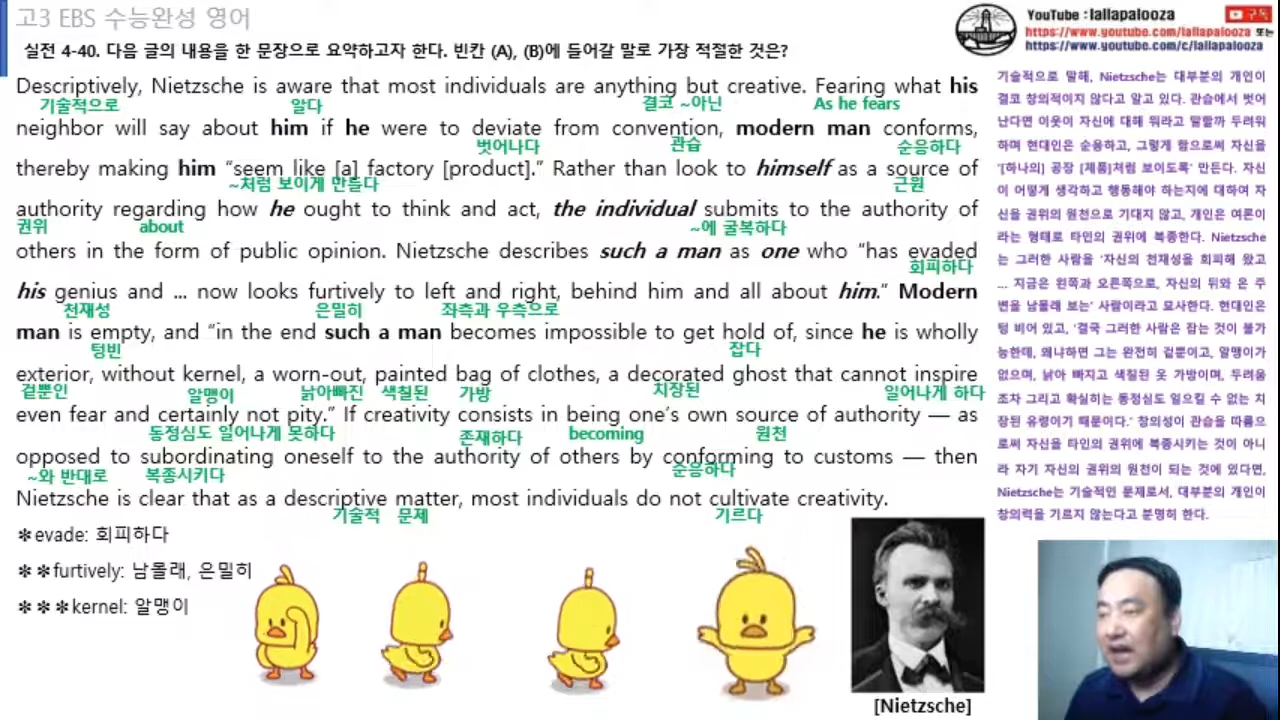 고3 EBS 수능완성 영어
실전 4-40. 다음 글의 내용을 한 문장으로 요약하고자 한다. 빈칸 (A), (B)에 들어갈 말로 가장 적절한 것은?
YouTube : lallapalooza
구독
https://www.youtube.com/lallapalooza 또는
https://www.youtube.com/c/lallapalooza
Descriptively, Nietzsche is aware that most individuals are anything but creative. Fearing what his
기술적으로 알다 결코 ~아닌 As he fears
neighbor will say about him if he were to deviate from convention, modern man conforms,
벗어나다 관습 순응하다
thereby making him “seem like [a] factory [product].” Rather than look to himself as a source of
~처럼 보이게 만들다 근원
authority regarding how he ought to think and act, the individual submits to the authority of
권위 about ~에 굴복하다
others in the form of public opinion. Nietzsche describes such a man as one who “has evaded
회피하다
his genius and ... now looks furtively to left and right, behind him and all about him.” Modern
천재성 은밀히 좌측과 우측으로
man is empty, and “in the end such a man becomes impossible to get hold of, since he is wholly
텅빈 잡다
exterior, without kernel, a worn-out, painted bag of clothes, a decorated ghost that cannot inspire
겉뿐인 알맹이 낡아빠진 색칠된 가방 치장된 일어나게 하다
even fear and certainly not pity.” If creativity consists in being one’s own source of authority — as
동정심도 일어나게 못하다 존재하다 becoming 원천
opposed to subordinating oneself to the authority of others by conforming to customs — then
~와 반대로 복종시키다 순응하다
Nietzsche is clear that as a descriptive matter, most individuals do not cultivate creativity.
기술적 문제 기르다
✻evade: 회피하다
✻✻furtively: 남몰래, 은밀히
✻✻✻kernel: 알맹이
[Nietzsche]
기술적으로 말해, Nietzsche는 대부분의 개인이
결코 창의적이지 않다고 알고 있다. 관습에서 벗어
난다면 이웃이 자신에 대해 뭐라고 말할까 두려워
하며 현대인은 순응하고, 그렇게 함으로써 자신을
‘[하나의] 공장 [제품]처럼 보이도록’ 만든다. 자신
이 어떻게 생각하고 행동해야 하는지에 대하여 자
신을 권위의 원천으로 기대지 않고, 개인은 여론이
라는 형태로 타인의 권위에 복종한다. Nietzsche
는 그러한 사람을 ‘자신의 천재성을 회피해 왔고
... 지금은 왼쪽과 오른쪽으로, 자신의 뒤와 온 주
변을 남몰래 보는’ 사람이라고 묘사한다. 현대인은
텅 비어 있고, ‘결국 그러한 사람은 잡는 것이 불가
능한데, 왜냐하면 그는 완전히 겉뿐이고, 알맹이가
없으며, 낡아 빠지고 색칠된 옷 가방이며, 두려움
조차 그리고 확실히는 동정심도 일으킬 수 없는 치
장된 유령이기 때문이다.’ 창의성이 관습을 따름으
로써 자신을 타인의 권위에 복종시키는 것이 아니
라 자기 자신의 권위의 원천이 되는 것에 있다면,
Nietzsche는 기술적인 문제로서, 대부분의 개인이
창의력을 기르지 않는다고 분명히 한다.